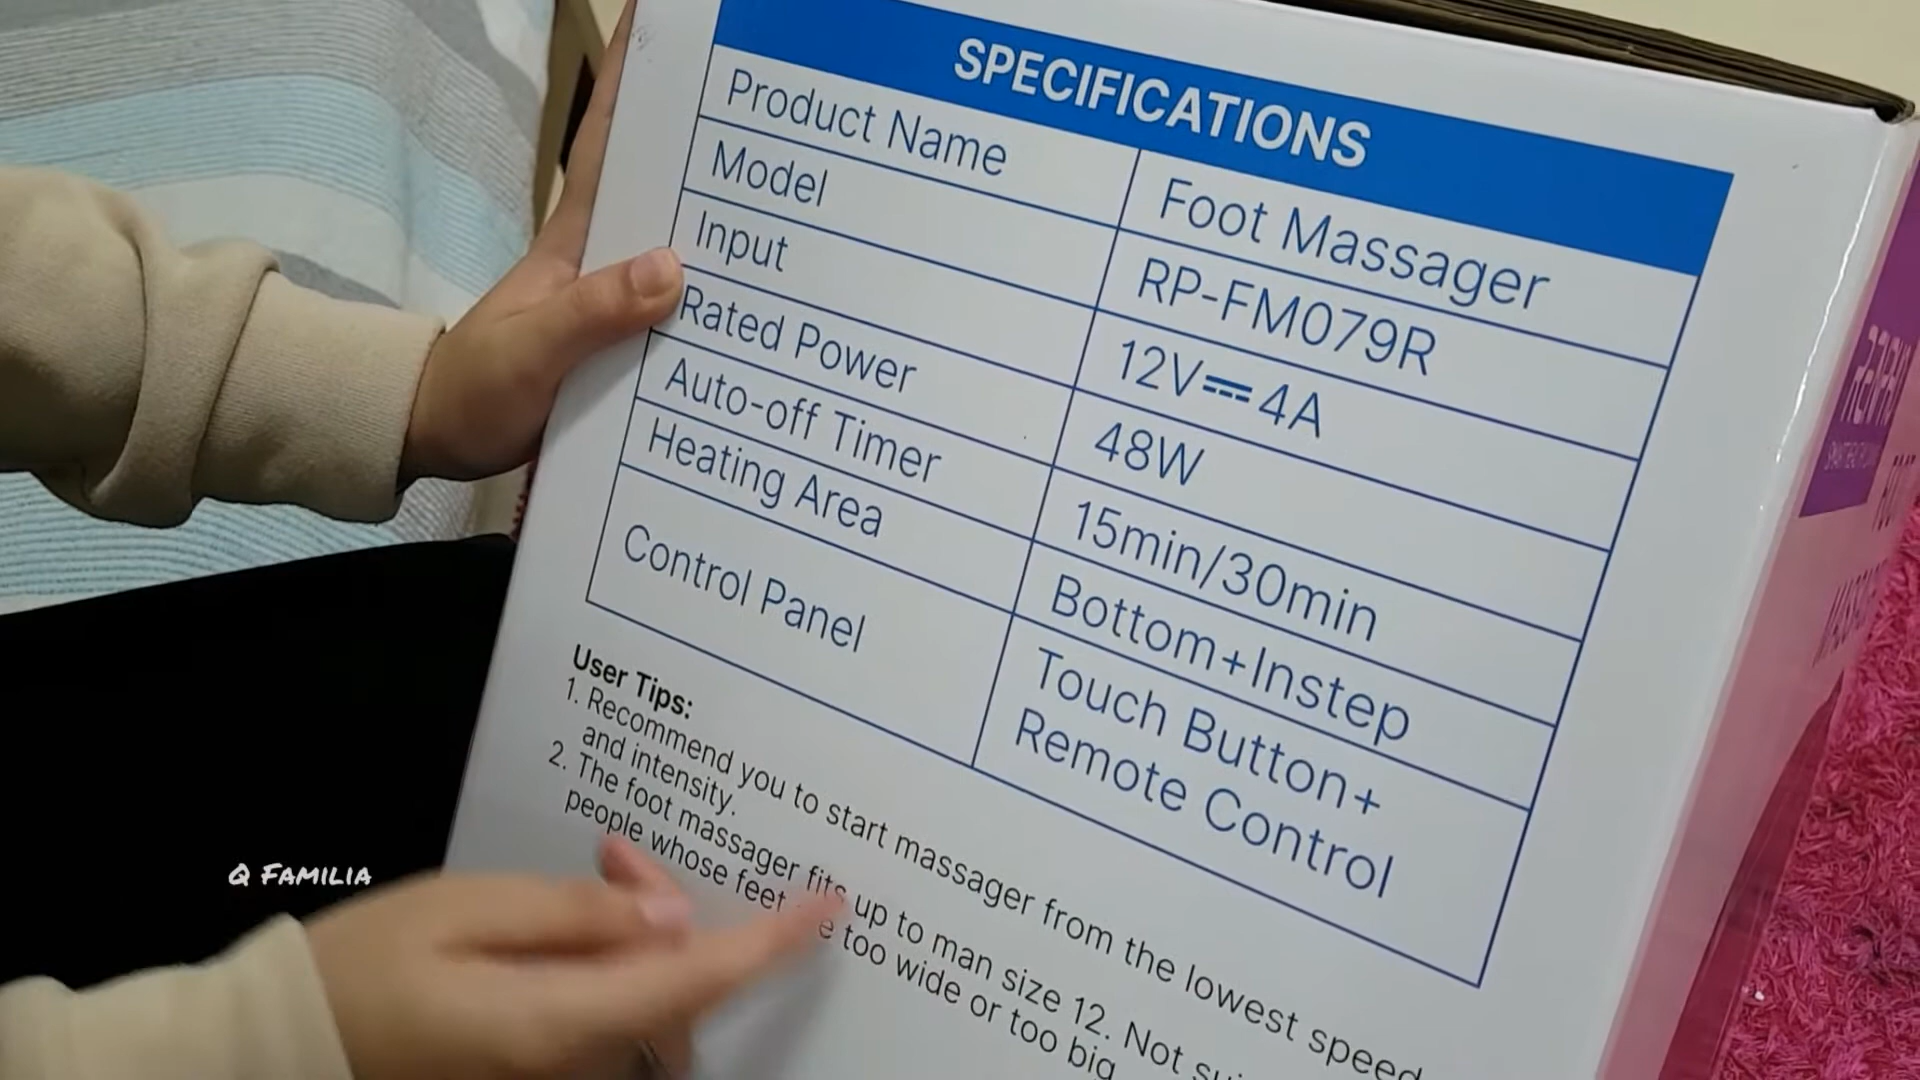 SPECIFICATIONS
Product Name Foot Massager
Model RP-FM079R
Input 12V⎓4A
Rated Power 48W
Auto-off Timer 15min/30min
Heating Area Bottom+Instep
Control Panel Touch Button+
Remote Control
User Tips:
1. Recommend you to start massager from the lowest speed
and intensity.
2. The foot massager fits up to man size 12. Not
people whose feet too wide or too big
Q FAMILIA